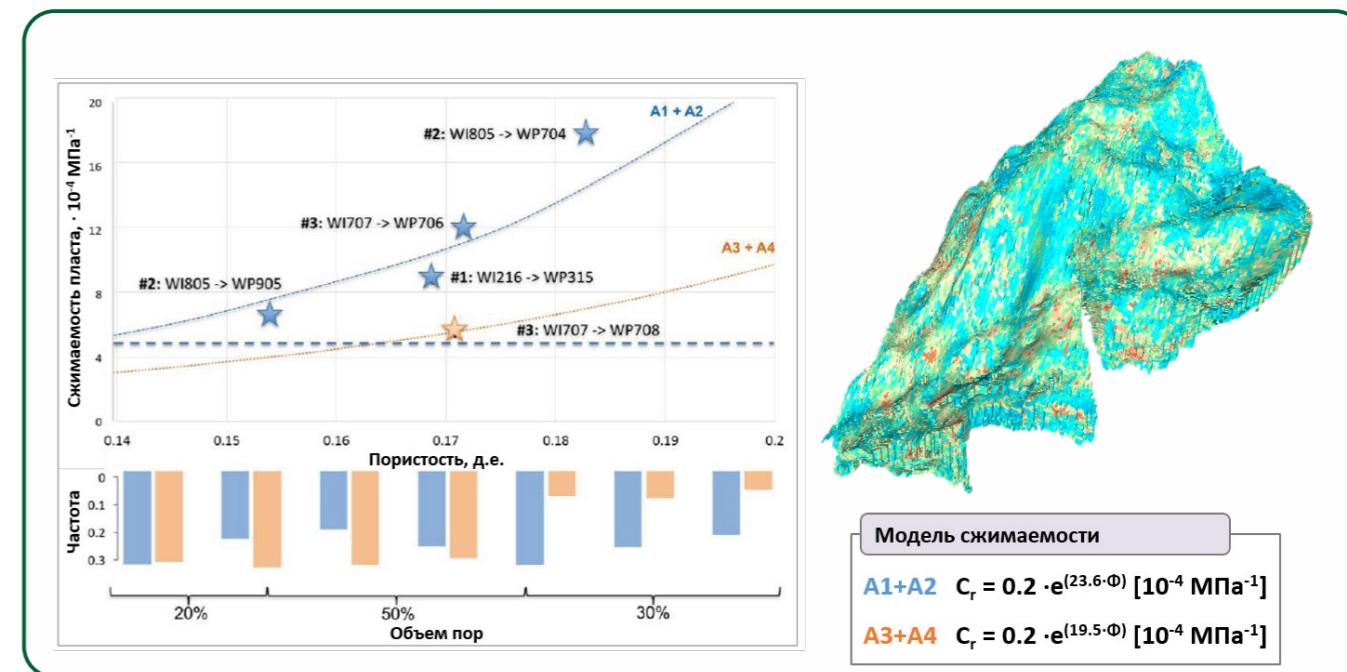 Сжимаемость пласта, · 10⁻⁴ МПа⁻¹
20
16
12
8
4
0
A1 + A2
#2: WI805 -> WP704
#3: WI707 -> WP706
A3 + A4
#1: WI216 -> WP315
#2: WI805 -> WP905
#3: WI707 -> WP708
0.14 0.15 0.16 0.17 0.18 0.19 0.2
Пористость, д.е.
Частота
0
0.1
0.2
0.3
20% 50% 30%
Объем пор
Модель сжимаемости
A1+A2 Cᵣ = 0.2 ·e⁽²³·⁶·Ф⁾ [10⁻⁴ МПа⁻¹]
A3+A4 Cᵣ = 0.2 ·e⁽¹⁹·⁵·Ф⁾ [10⁻⁴ МПа⁻¹]